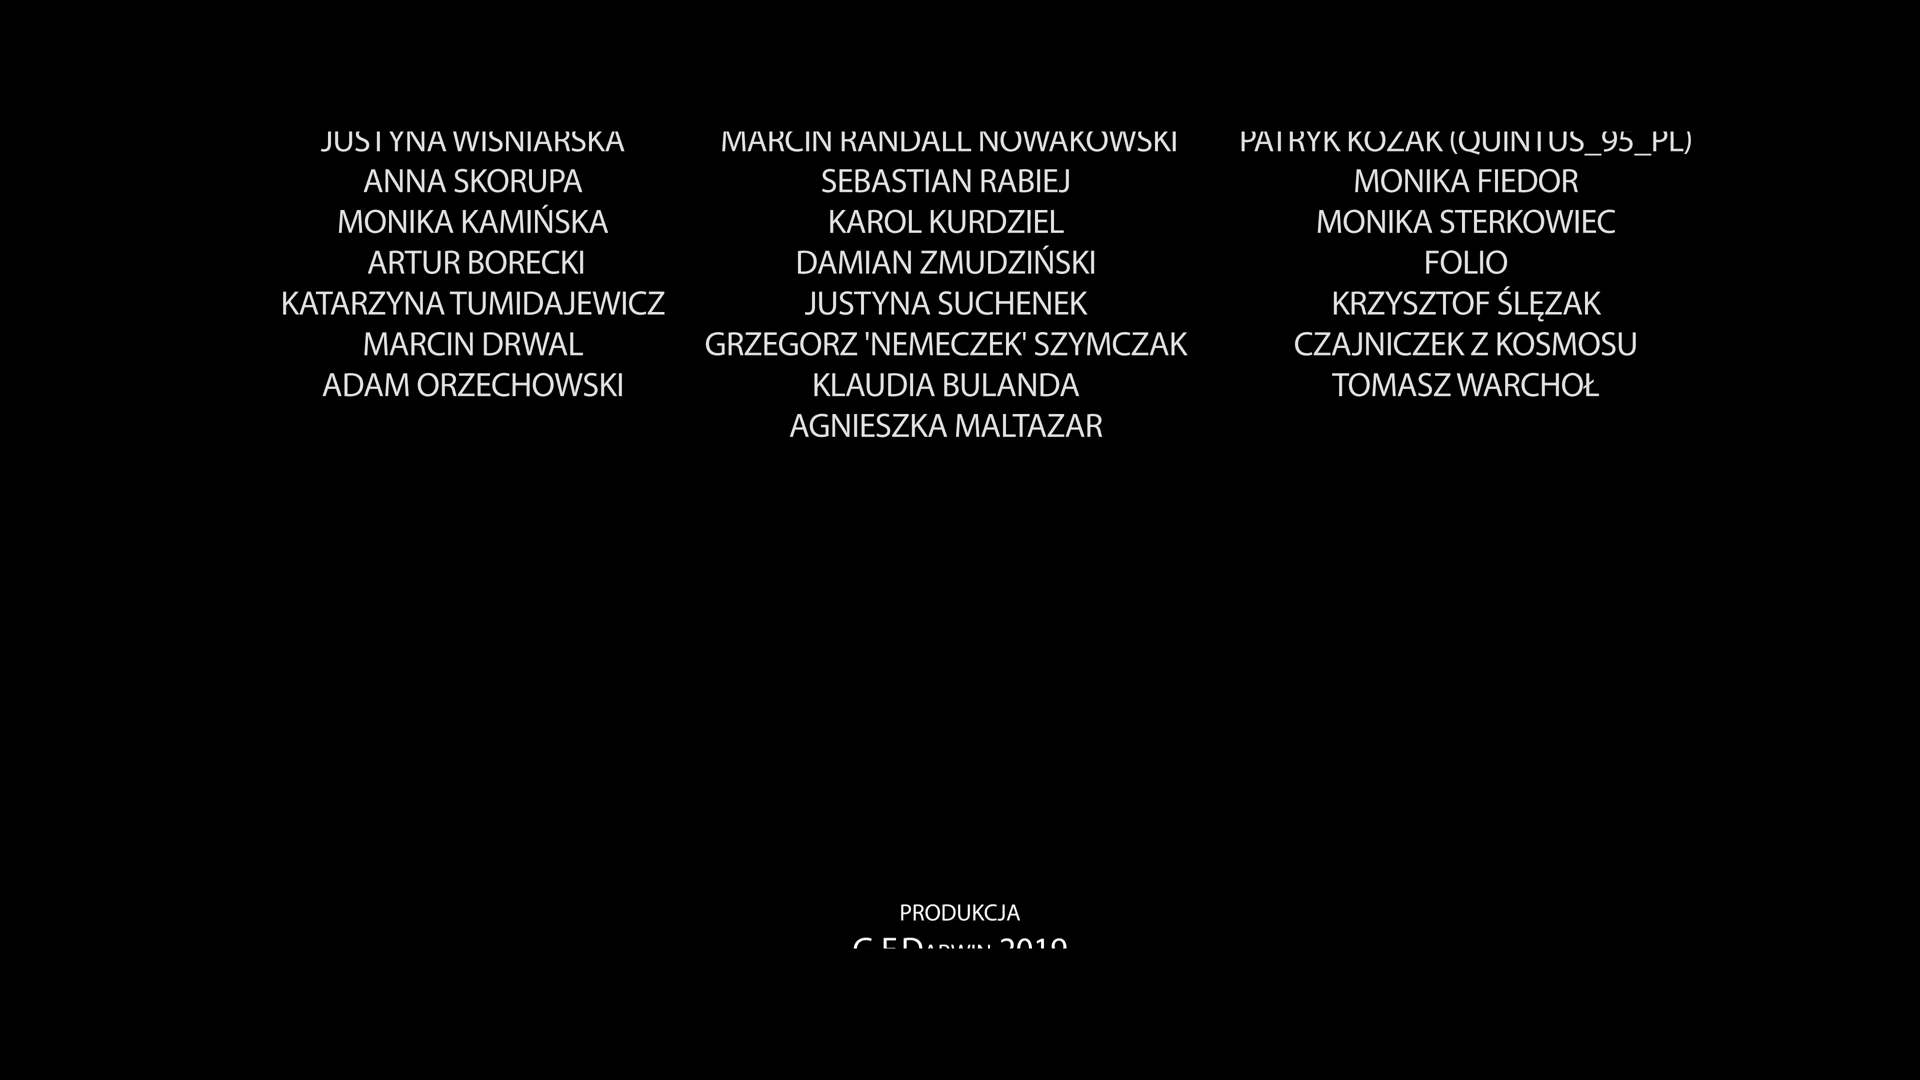 JUSTYNA WIŚNIARSKA
ANNA SKORUPA
MONIKA KAMIŃSKA
ARTUR BORECKI
KATARZYNA TUMIDAJEWICZ
MARCIN DRWAL
ADAM ORZECHOWSKI
MARCIN RANDALL NOWAKOWSKI
SEBASTIAN RABIEJ
KAROL KURDZIEL
DAMIAN ZMUDZIŃSKI
JUSTYNA SUCHENEK
GRZEGORZ 'NEMECZEK' SZYMCZAK
KLAUDIA BULANDA
AGNIESZKA MALTAZAR
PATRYK KOZAK (QUINTUS_95_PL)
MONIKA FIEDOR
MONIKA STERKOWIEC
FOLIO
KRZYSZTOF ŚLĘZAK
CZAJNICZEK Z KOSMOSU
TOMASZ WARCHOŁ
PRODUKCJA
G.F.DARWIN 2019